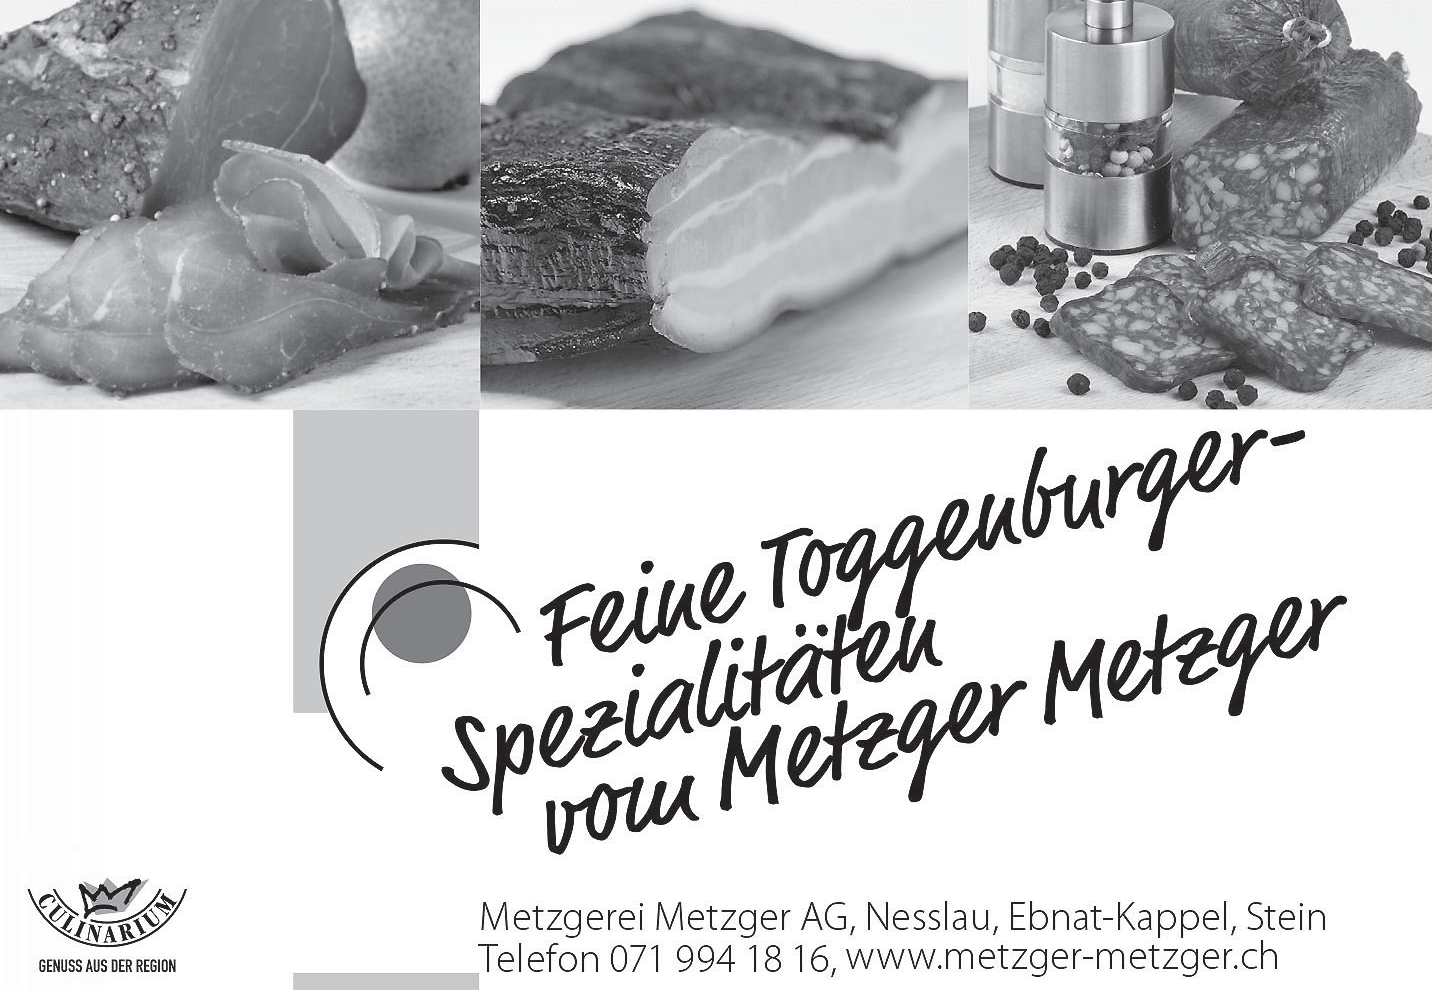 Feine Toggenburger-
Spezialitäten
vom Metzger Metzger
CULINARIUM
GENUSS AUS DER REGION
Metzgerei Metzger AG, Nesslau, Ebnat-Kappel, Stein
Telefon 071 994 18 16, www.metzger-metzger.ch